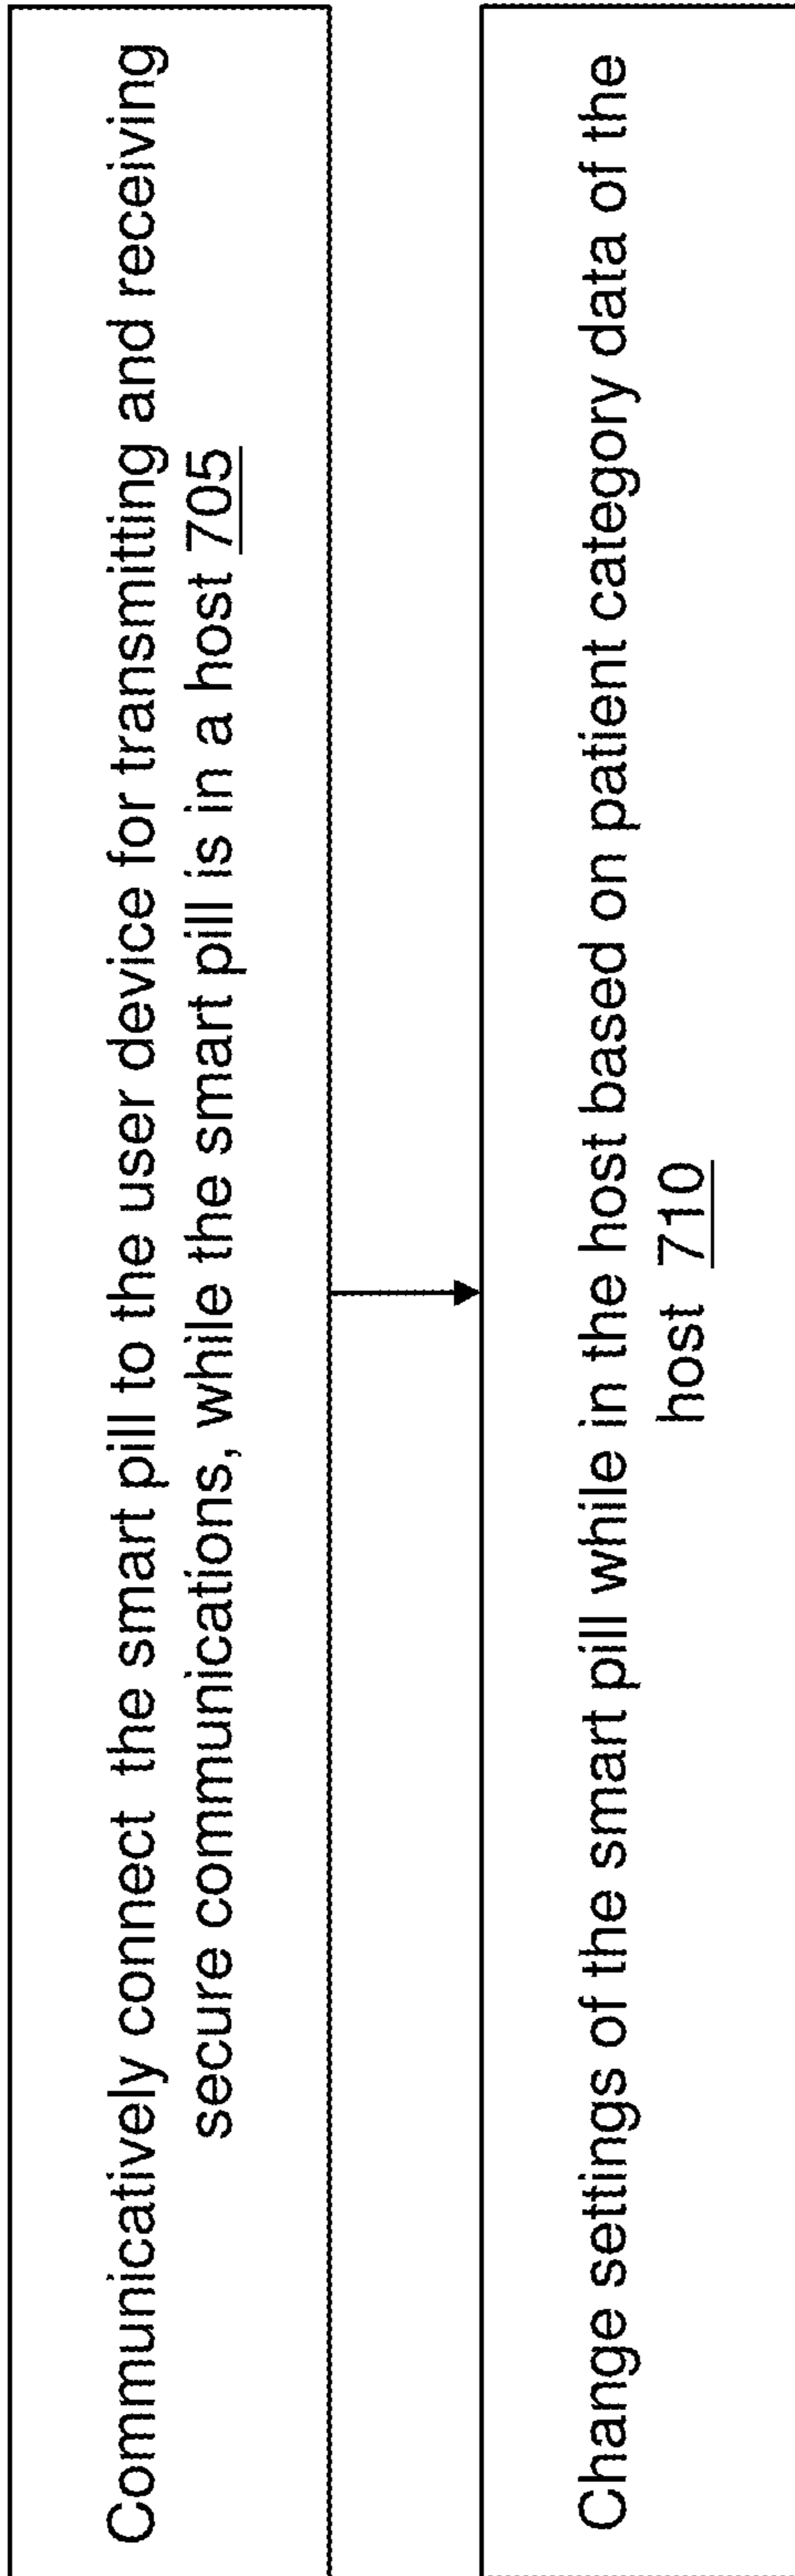 Communicatively connect the smart pill to the user device for transmitting and receiving
secure communications, while the smart pill is in a host 705
Change settings of the smart pill while in the host based on patient category data of the
host 710